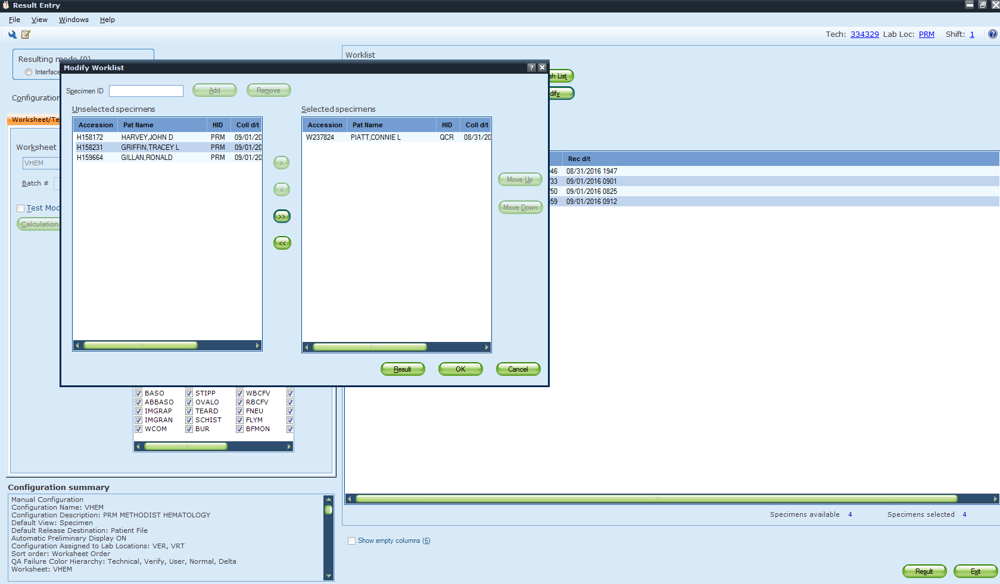 Result Entry
File View Windows Help
Tech: 334329 Lab Loc: PRM Shift: 1
Resulting mode (0)
Interface
Configuration
Worksheet/Te
Worksheet
VHEM
Batch #
Test Mod
Calculation
Modify Worklist
Specimen ID Add Remove
Unselected specimens
Accession Pat Name HID Coll d/t
H158172 HARVEY,JOHN D PRM 09/01/20
H158231 GRIFFIN,TRACEY L PRM 09/01/20
H159664 GILLAN,RONALD PRM 09/01/20
>
<
>>
<<
Selected specimens
Accession Pat Name HID Coll d/t
W237824 PIATT,CONNIE L QCR 08/31/20
Move Up
Move Down
Result OK Cancel
Worklist
sh List
dify
Rec d/t
46 08/31/2016 1947
33 09/01/2016 0901
50 09/01/2016 0825
59 09/01/2016 0912
BASO STIPP WBCFV
ABBASO OVALO RBCFV
IMGRAP TEARD FNEU
IMGRAN SCHIST FLYM
WCOM BUR BFMON
Configuration summary
Manual Configuration
Configuration Name: VHEM
Configuration Description: PRM METHODIST HEMATOLOGY
Default View: Specimen
Default Release Destination: Patient File
Automatic Preliminary Display ON
Configuration Assigned to Lab Locations: VER, VRT
Sort order: Worksheet Order
QA Failure Color Hierarchy: Technical, Verify, User, Normal, Delta
Worksheet: VHEM
Specimens available 4 Specimens selected 4
Show empty columns (6)
Result Exit